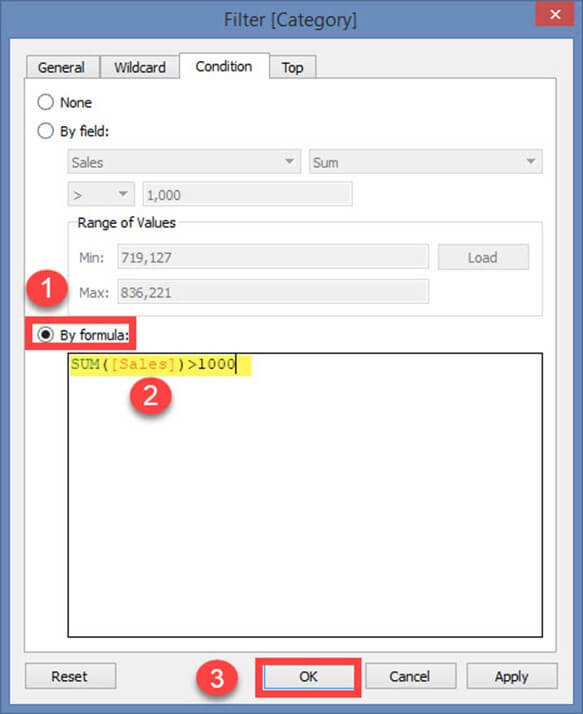 Filter [Category]
x
General Wildcard Condition Top
None
By field:
Sales Sum
> 1,000
Range of Values
Min: 719,127 Load
Max: 836,221
1
By formula:
SUM([Sales])>1000
2
Reset 3 OK Cancel Apply